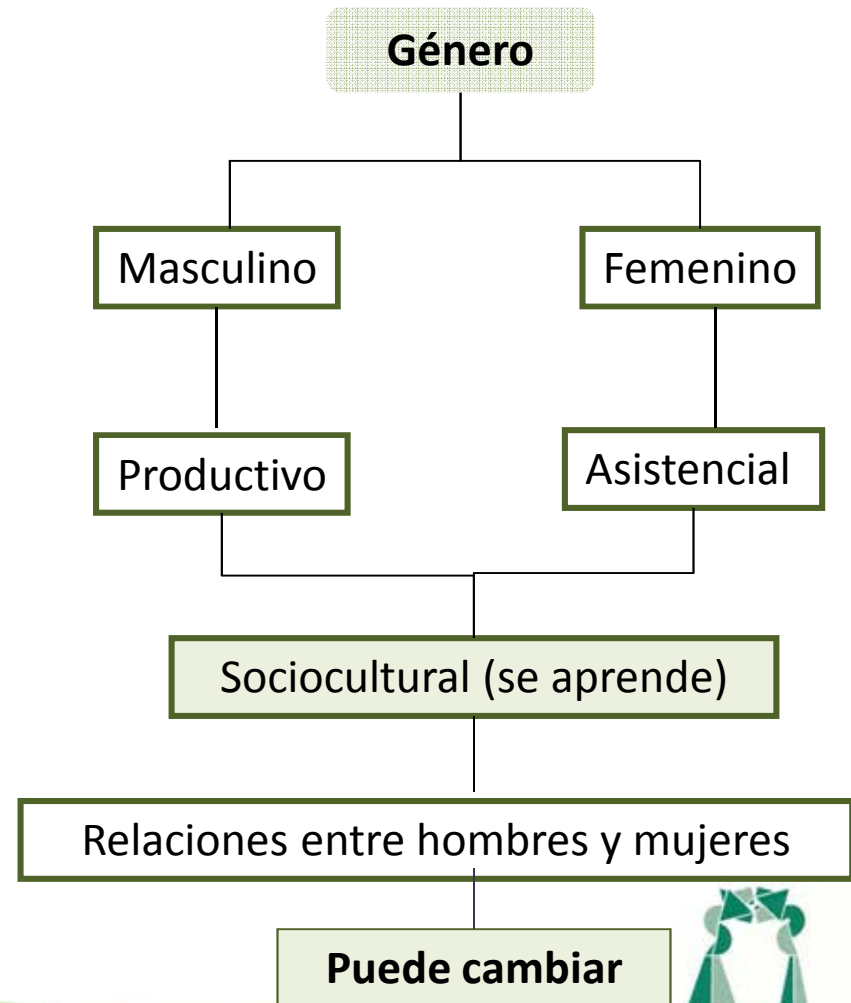 Género
Masculino
Femenino
Productivo
Asistencial
Sociocultural (se aprende)
Relaciones entre hombres y mujeres
Puede cambiar